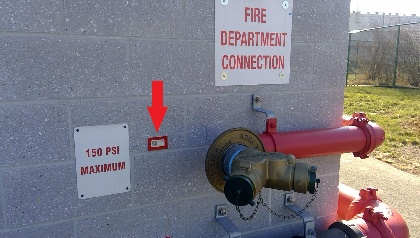 FIRE
DEPARTMENT
CONNECTION
150 PSI
MAXIMUM